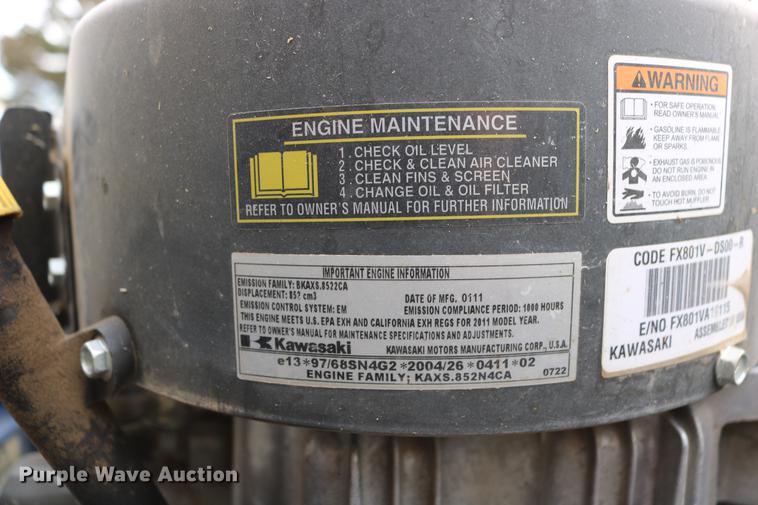 ENGINE MAINTENANCE
1. CHECK OIL LEVEL
2. CHECK & CLEAN AIR CLEANER
3. CLEAN FINS & SCREEN
4. CHANGE OIL & OIL FILTER
REFER TO OWNER'S MANUAL FOR FURTHER INFORMATION
WARNING
• FOR SAFE OPERATION, READ OWNER'S MANUAL
• GASOLINE IS FLAMMABLE
KEEP AWAY FROM FLAME
OR SPARKS.
• EXHAUST GAS IS POISONOUS
DO NOT RUN ENGINE IN
AN ENCLOSED AREA.
• TO AVOID BURN, DO NOT
TOUCH HOT MUFFLER.
IMPORTANT ENGINE INFORMATION
EMISSION FAMILY: BKAXS.8522CA
DISPLACEMENT: 852 cm3
DATE OF MFG. 0111
EMISSION CONTROL SYSTEM: EM
EMISSION COMPLIANCE PERIOD: 1000 HOURS
THIS ENGINE MEETS U.S. EPA EXH AND CALIFORNIA EXH REGS FOR 2011 MODEL YEAR.
REFER TO OWNER'S MANUAL FOR MAINTENANCE SPECIFICATIONS AND ADJUSTMENTS.
Kawasaki KAWASAKI MOTORS MANUFACTURING CORP., U.S.A.
e13*97/68SN4G2*2004/26*0411*02
ENGINE FAMILY; KAXS.852N4CA
0722
CODE FX801V-DS00-R
E/NO
KAWASAKI
Purple Wave Auction